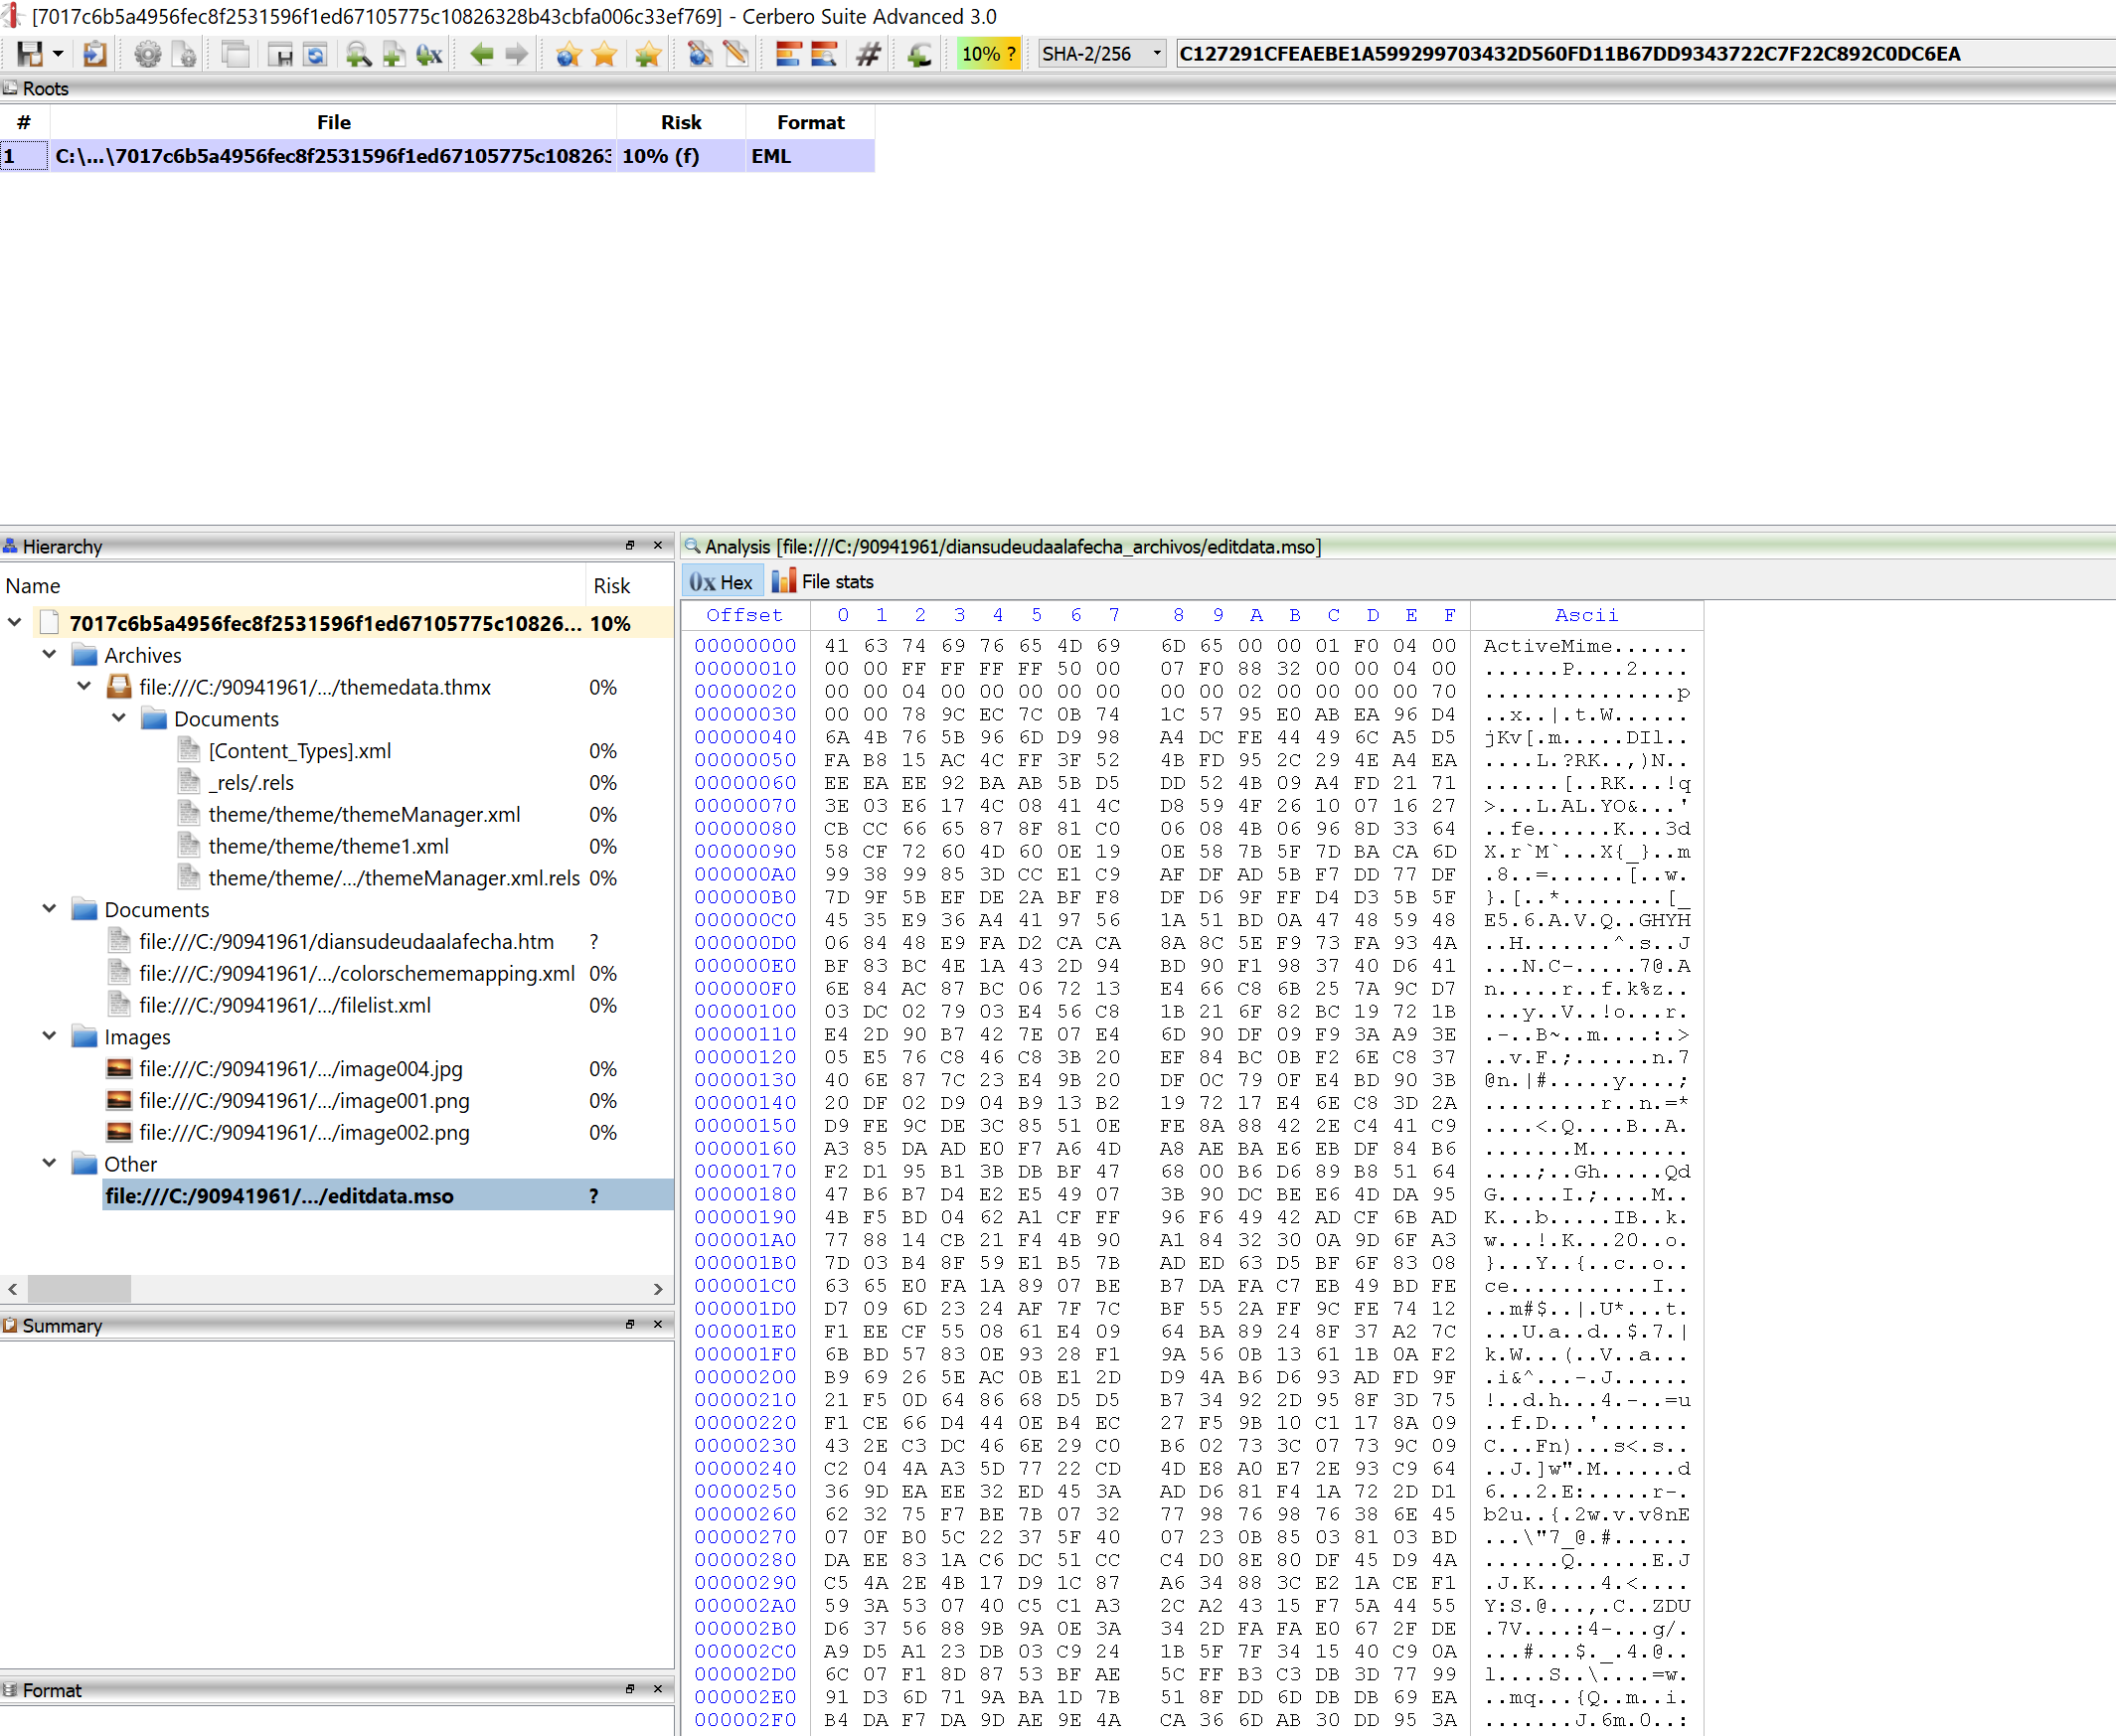 [7017c6b5a4956fec8f2531596f1ed67105775c10826328b43cbfa006c33ef769] - Cerbero Suite Advanced 3.0
10% ? SHA-2/256 C127291CFEAEBE1A599299703432D560FD11B67DD9343722C7F22C892C0DC6EA
Roots
# File Risk Format
1 C:\...\7017c6b5a4956fec8f2531596f1ed67105775c108263 10% (f) EML
Hierarchy
Name Risk
7017c6b5a4956fec8f2531596f1ed67105775c10826... 10%
Archives
file:///C:/90941961/.../themedata.thmx 0%
Documents
[Content_Types].xml 0%
_rels/.rels 0%
theme/theme/themeManager.xml 0%
theme/theme/theme1.xml 0%
theme/theme/.../themeManager.xml.rels 0%
Documents
file:///C:/90941961/diansudeudaalafecha.htm ?
file:///C:/90941961/.../colorschememapping.xml 0%
file:///C:/90941961/.../filelist.xml 0%
Images
file:///C:/90941961/.../image004.jpg 0%
file:///C:/90941961/.../image001.png 0%
file:///C:/90941961/.../image002.png 0%
Other
file:///C:/90941961/.../editdata.mso ?
Summary
Format
Analysis [file:///C:/90941961/diansudeudaalafecha_archivos/editdata.mso]
0x Hex File stats
Offset 0 1 2 3 4 5 6 7 8 9 A B C D E F Ascii
00000000 41 63 74 69 76 65 4D 69 6D 65 00 00 01 F0 04 00 ActiveMime......
00000010 00 00 FF FF FF FF 50 00 07 F0 88 32 00 00 04 00 ......P....2....
00000020 00 00 04 00 00 00 00 00 00 00 02 00 00 00 00 70 ...............p
00000030 00 00 78 9C EC 7C 0B 74 1C 57 95 E0 AB EA 96 D4 ..x..|.t.W......
00000040 6A 4B 76 5B 96 6D D9 98 A4 DC FE 44 49 6C A5 D5 jKv[.m.....DIl..
00000050 FA B8 15 AC 4C FF 3F 52 4B FD 95 2C 29 4E A4 EA ....L.?RK..,)N..
00000060 EE EA EE 92 BA AB 5B D5 DD 52 4B 09 A4 FD 21 71 ......[..RK...!q
00000070 3E 03 E6 17 4C 08 41 4C D8 59 4F 26 10 07 16 27 >...L.AL.YO&...'
00000080 CB CC 66 65 87 8F 81 C0 06 08 4B 06 96 8D 33 64 ..fe......K...3d
00000090 58 CF 72 60 4D 60 0E 19 0E 58 7B 5F 7D BA CA 6D X.r`M`...X{_}..m
000000A0 99 38 99 85 3D CC E1 C9 AF DF AD 5B F7 DD 77 DF .8..=......[..w.
000000B0 7D 9F 5B EF DE 2A BF F8 DF D6 9F FF D4 D3 5B 5F }.[..*........[_
000000C0 45 35 E9 36 A4 41 97 56 1A 51 BD 0A 47 48 59 48 E5.6.A.V.Q..GHYH
000000D0 06 84 48 E9 FA D2 CA CA 8A 8C 5E F9 73 FA 93 4A ..H.......^.s..J
000000E0 BF 83 BC 4E 1A 43 2D 94 BD 90 F1 98 37 40 D6 41 ...N.C-.....7@.A
000000F0 6E 84 AC 87 BC 06 72 13 E4 66 C8 6B 25 7A 9C D7 n.....r..f.k%z..
00000100 03 DC 02 79 03 E4 56 C8 1B 21 6F 82 BC 19 72 1B ...y..V..!o...r.
00000110 E4 2D 90 B7 42 7E 07 E4 6D 90 DF 09 F9 3A A9 3E .-..B~..m....:.>
00000120 05 E5 76 C8 46 C8 3B 20 EF 84 BC 0B F2 6E C8 37 ..v.F.; .....n.7
00000130 40 6E 87 7C 23 E4 9B 20 DF 0C 79 0F E4 BD 90 3B @n.|#.....y....;
00000140 20 DF 02 D9 04 B9 13 B2 19 72 17 E4 6E C8 3D 2A .........r..n.=*
00000150 D9 FE 9C DE 3C 85 51 0E FE 8A 88 42 2E C4 41 C9 ....<.Q....B..A.
00000160 A3 85 DA AD E0 F7 A6 4D A8 AE BA E6 EB DF 84 B6 .......M........
00000170 F2 D1 95 B1 3B DB BF 47 68 00 B6 D6 89 B8 51 64 ....;..Gh.....Qd
00000180 47 B6 B7 D4 E2 E5 49 07 3B 90 DC BE E6 4D DA 95 G.....I.;....M..
00000190 4B F5 BD 04 62 A1 CF FF 96 F6 49 42 AD CF 6B AD K...b.....IB..k.
000001A0 77 88 14 CB 21 F4 4B 90 A1 84 32 30 0A 9D 6F A3 w...!.K...20..o.
000001B0 7D 03 B4 8F 59 E1 B5 7B AD ED 63 D5 BF 6F 83 08 }...Y..{..c..o..
000001C0 63 65 E0 FA 1A 89 07 BE B7 DA FA C7 EB 49 BD FE ce...........I..
000001D0 D7 09 6D 23 24 AF 7F 7C BF 55 2A FF 9C FE 74 12 ..m#$..|.U*...t.
000001E0 F1 EE CF 55 08 61 E4 09 64 BA 89 24 8F 37 A2 7C ...U.a..d..$.7.|
000001F0 6B BD 57 83 0E 93 28 F1 9A 56 0B 13 61 1B 0A F2 k.W...(..V..a...
00000200 B9 69 26 5E AC 0B E1 2D D9 4A B6 D6 93 AD FD 9F .i&^...-.J......
00000210 21 F5 0D 64 86 68 D5 D5 B7 34 92 2D 95 8F 3D 75 !..d.h...4.-..=u
00000220 F1 CE 66 D4 44 0E B4 EC 27 F5 9B 10 C1 17 8A 09 ..f.D...'.......
00000230 43 2E C3 DC 46 6E 29 C0 B6 02 73 3C 07 73 9C 09 C...Fn)...s<.s..
00000240 C2 04 4A A3 5D 77 22 CD 4D E8 A0 E7 2E 93 C9 64 ..J.]w".M......d
00000250 36 9D EA EE 32 ED 45 3A AD D6 81 F4 1A 72 2D D1 6...2.E:.....r-.
00000260 62 32 75 F7 BE 7B 07 32 77 98 76 98 76 38 6E 45 b2u..{.2w.v.v8nE
00000270 07 0F B0 5C 22 37 5F 40 07 23 0B 85 03 81 03 BD ...\"7_@.#......
00000280 DA EE 83 1A C6 DC 51 CC C4 D0 8E 80 DF 45 D9 4A ......Q......E.J
00000290 C5 4A 2E 4B 17 D9 1C 87 A6 34 88 3C E2 1A CE F1 .J.K.....4.<....
000002A0 59 3A 53 07 40 C5 C1 A3 2C A2 43 15 F7 5A 44 55 Y:S.@...,.C..ZDU
000002B0 D6 37 56 88 9B 9A 0E 3A 34 2D FA FA E0 67 2F DE .7V....:4-...g/.
000002C0 A9 D5 A1 23 DB 03 C9 24 1B 5F 7F 34 15 40 C9 0A ...#...$._.4.@..
000002D0 6C 07 F1 8D 87 53 BF AE 5C FF B3 C3 DB 3D 77 99 l....S..\....=w.
000002E0 91 D3 6D 71 9A BA 1D 7B 51 8F DD 6D DB DB 69 EA ..mq...{Q..m..i.
000002F0 B4 DA F7 DA 9D AE 9E 4A CA 36 6D AB 30 DD 95 3A .......J.6m.0..: